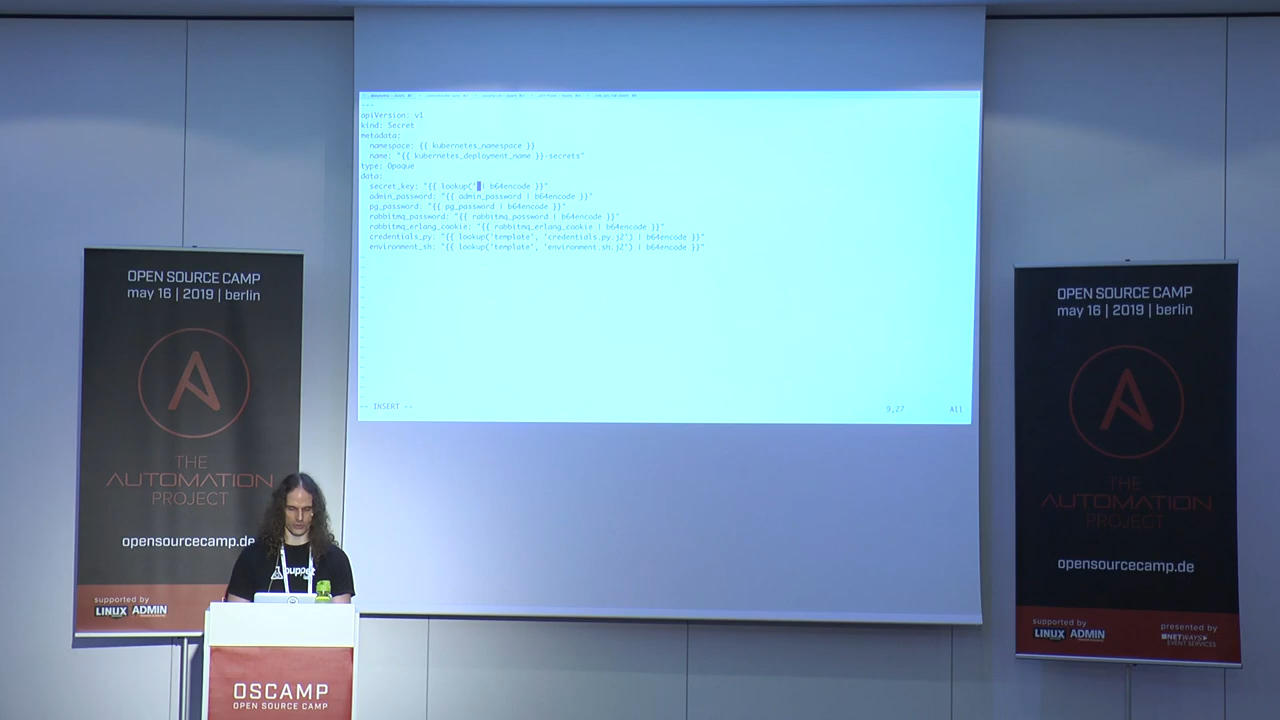 ---
apiVersion: v1
kind: Secret
metadata:
  namespace: {{ kubernetes_namespace }}
  name: "{{ kubernetes_deployment_name }}-secrets"
type: Opaque
data:
  secret_key: "{{ lookup(' | b64encode }}"
  admin_password: "{{ admin_password | b64encode }}"
  pg_password: "{{ pg_password | b64encode }}"
  rabbitmq_password: "{{ rabbitmq_password | b64encode }}"
  rabbitmq_erlang_cookie: "{{ rabbitmq_erlang_cookie | b64encode }}"
  credentials_py: "{{ lookup('template', 'credentials.py.j2') | b64encode }}"
  environment_sh: "{{ lookup('template', 'environment.sh.j2') | b64encode }}"
-- INSERT -- 9,27 All
OPEN SOURCE CAMP
may 16 | 2019 | berlin
THE
AUTOMATION
PROJECT
opensourcecamp.de
supported by
LINUX ADMIN
puppet
OSCAMP
OPEN SOURCE CAMP
OPEN SOURCE CAMP
may 16 | 2019 | berlin
THE
AUTOMATION
PROJECT
opensourcecamp.de
supported by
LINUX ADMIN
presented by
NETWAYS
EVENT SERVICES